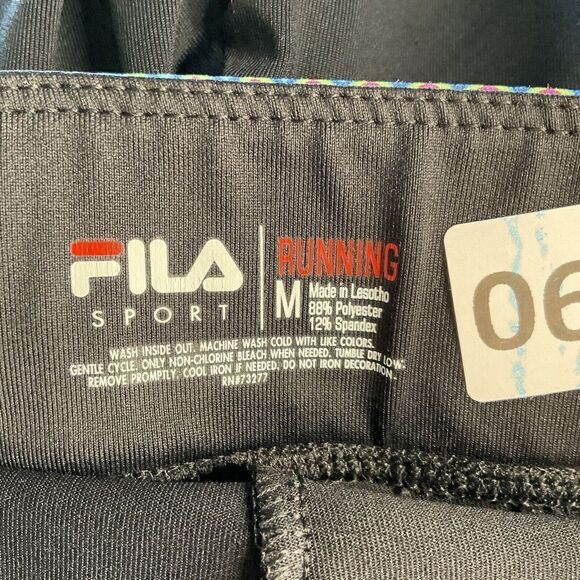 FILA
SPORT
RUNNING
M
Made in Lesotho
88% Polyester
12% Spandex
WASH INSIDE OUT. MACHINE WASH COLD WITH LIKE COLORS.
GENTLE CYCLE. ONLY NON-CHLORINE BLEACH WHEN NEEDED. TUMBLE DRY LOW.
REMOVE PROMPTLY. COOL IRON IF NEEDED. DO NOT IRON DECORATION.
RN#73277
06